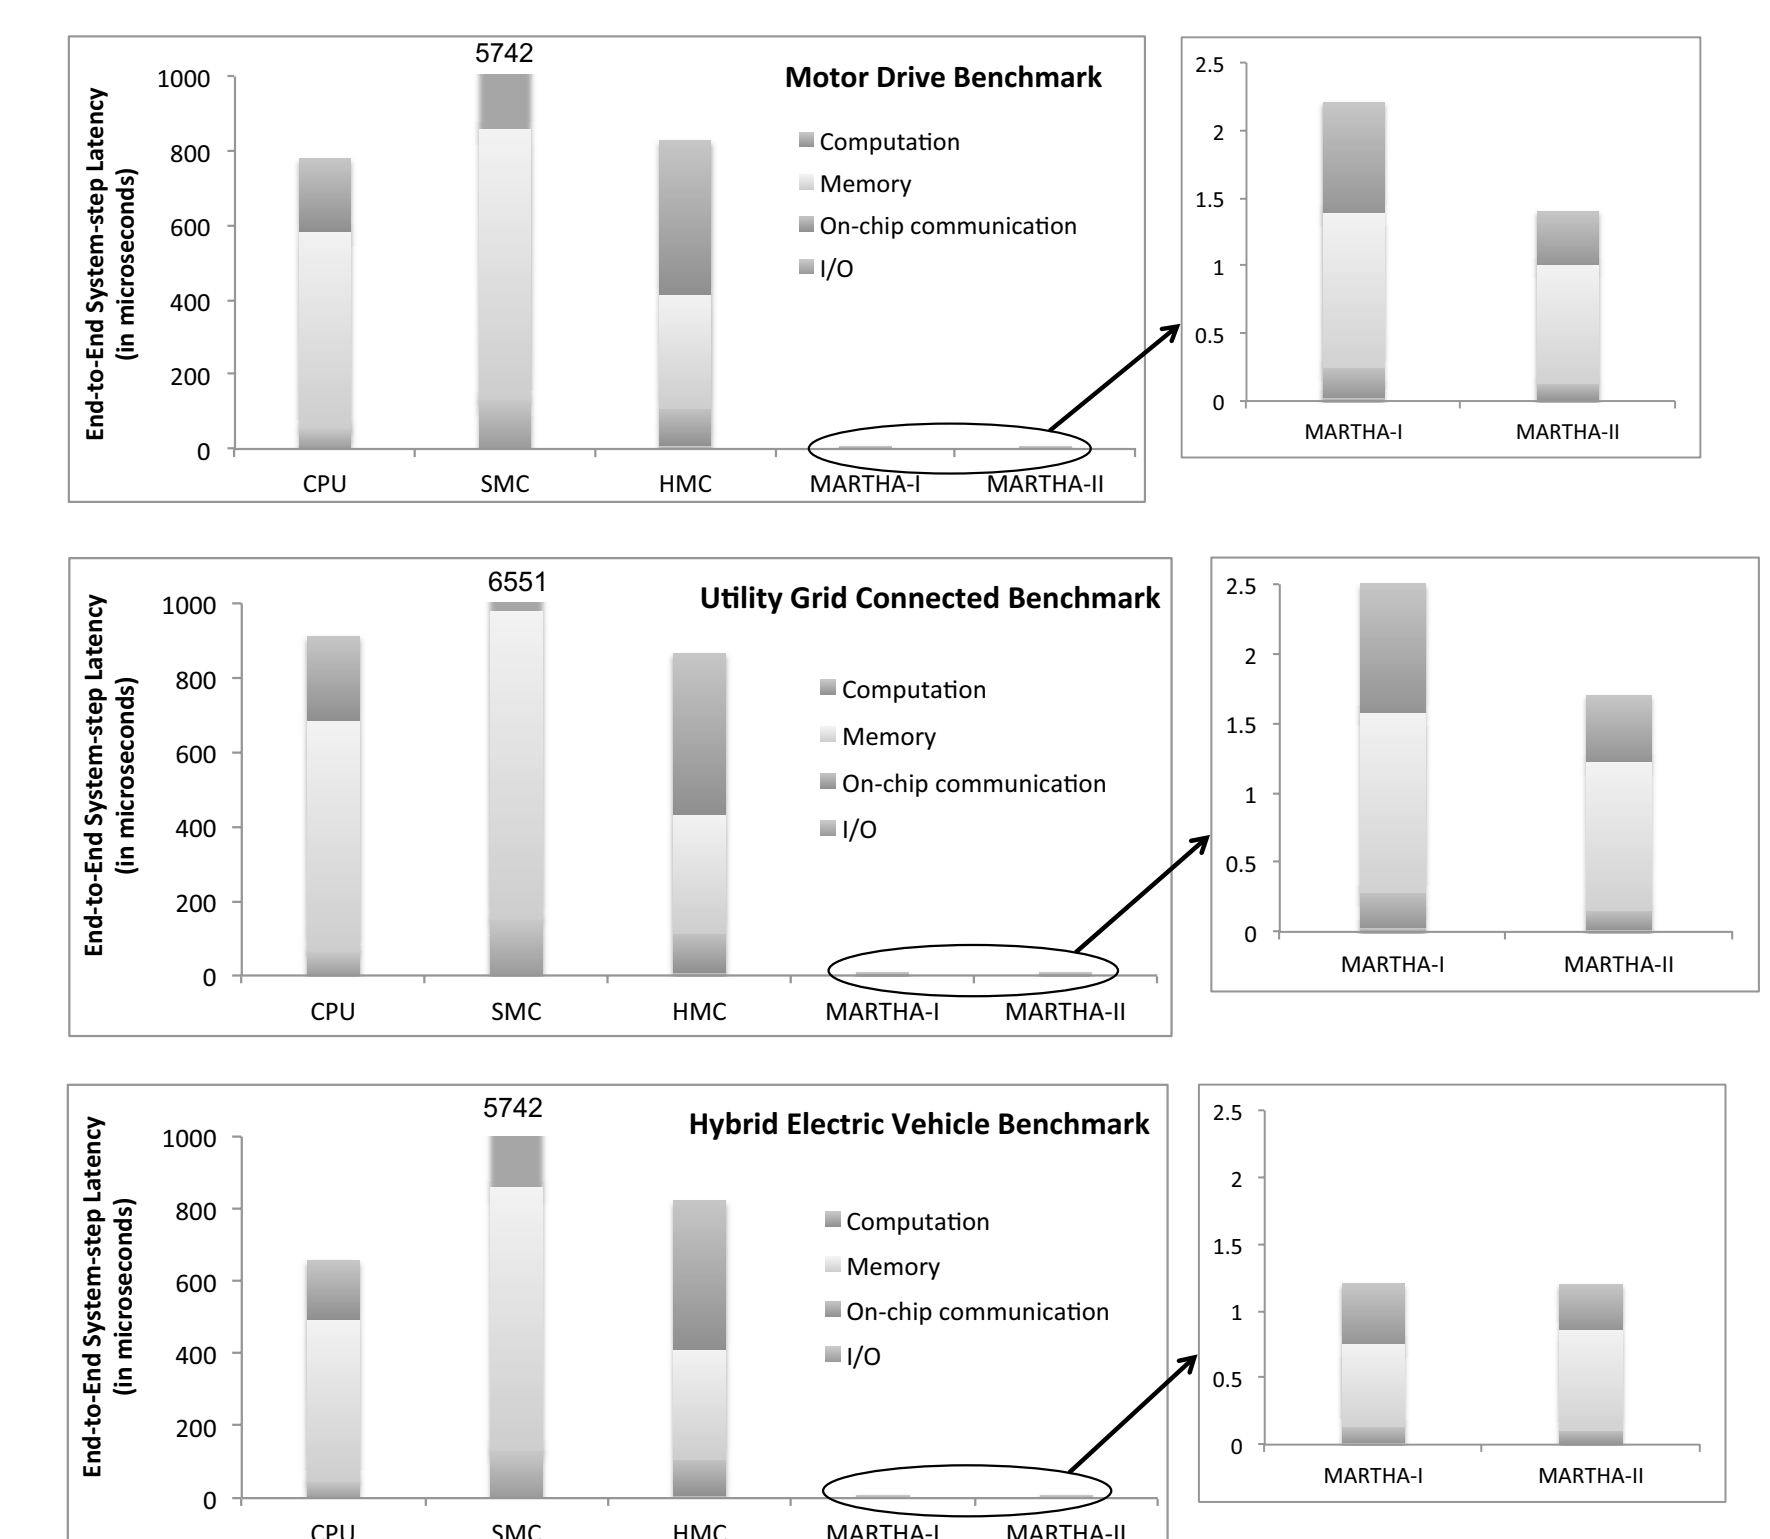 5742
Motor Drive Benchmark
End-to-End System-step Latency
(in microseconds)
1000
800
600
400
200
0
Computation
Memory
On-chip communication
I/O
CPU
SMC
HMC
MARTHA-I
MARTHA-II
2.5
2
1.5
1
0.5
0
MARTHA-I
MARTHA-II
6551
Utility Grid Connected Benchmark
End-to-End System-step Latency
(in microseconds)
1000
800
600
400
200
0
Computation
Memory
On-chip communication
I/O
CPU
SMC
HMC
MARTHA-I
MARTHA-II
2.5
2
1.5
1
0.5
0
MARTHA-I
MARTHA-II
5742
Hybrid Electric Vehicle Benchmark
End-to-End System-step Latency
(in microseconds)
1000
800
600
400
200
0
Computation
Memory
On-chip communication
I/O
CPU
SMC
HMC
MARTHA-I
MARTHA-II
2.5
2
1.5
1
0.5
0
MARTHA-I
MARTHA-II